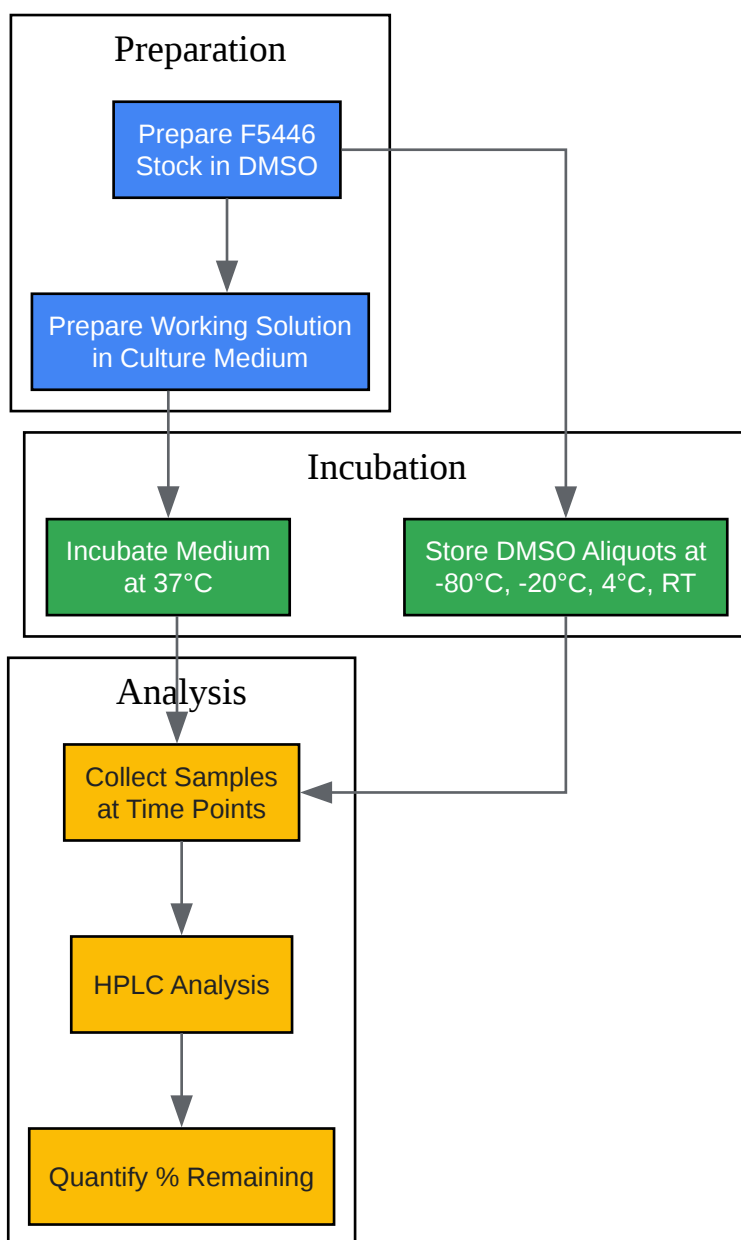 Preparation
Prepare F5446
Stock in DMSO
Prepare Working Solution
in Culture Medium
Incubation
Incubate Medium
at 37°C
Store DMSO Aliquots at
-80°C, -20°C, 4°C, RT
Analysis
Collect Samples
at Time Points
HPLC Analysis
Quantify % Remaining